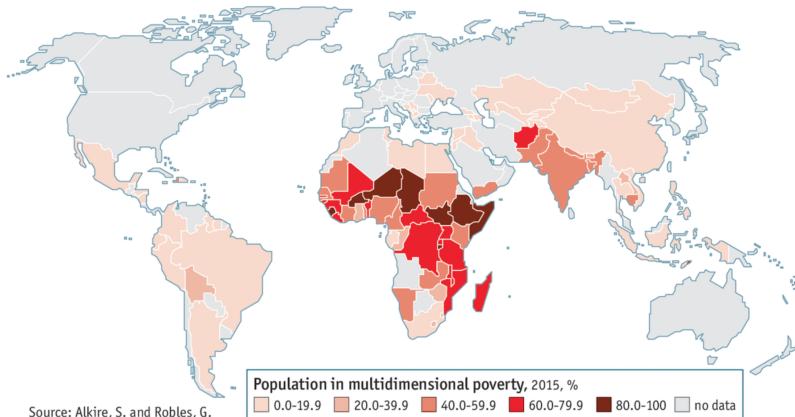 Population in multidimensional poverty, 2015, %
0.0-19.9 20.0-39.9 40.0-59.9 60.0-79.9 80.0-100 no data
Source: Alkire, S. and Robles, G.